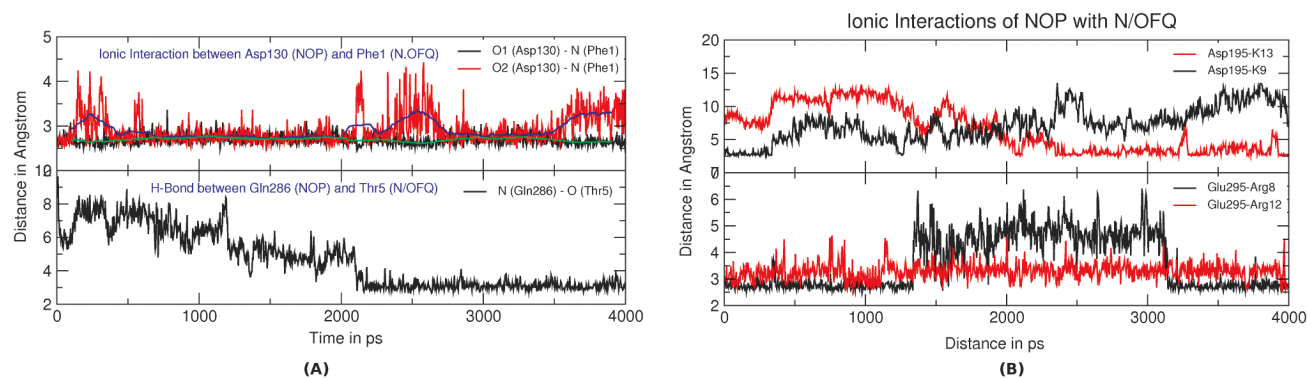 Ionic Interactions of NOP with N/OFQ
5
4
3
Ionic Interaction between Asp130 (NOP) and Phe1 (N.OFQ)
O1 (Asp130) - N (Phe1)
O2 (Asp130) - N (Phe1)
Distance in Angstrom
12
10
8
6
4
2
H-Bond between Gln286 (NOP) and Thr5 (N/OFQ)
N (Gln286) - O (Thr5)
0 1000 2000 3000 4000
Time in ps
(A)
20
15
10
5
0
Asp195-K13
Asp195-K9
Distance in Angstrom
7
6
5
4
3
2
Glu295-Arg8
Glu295-Arg12
0 1000 2000 3000 4000
Distance in ps
(B)